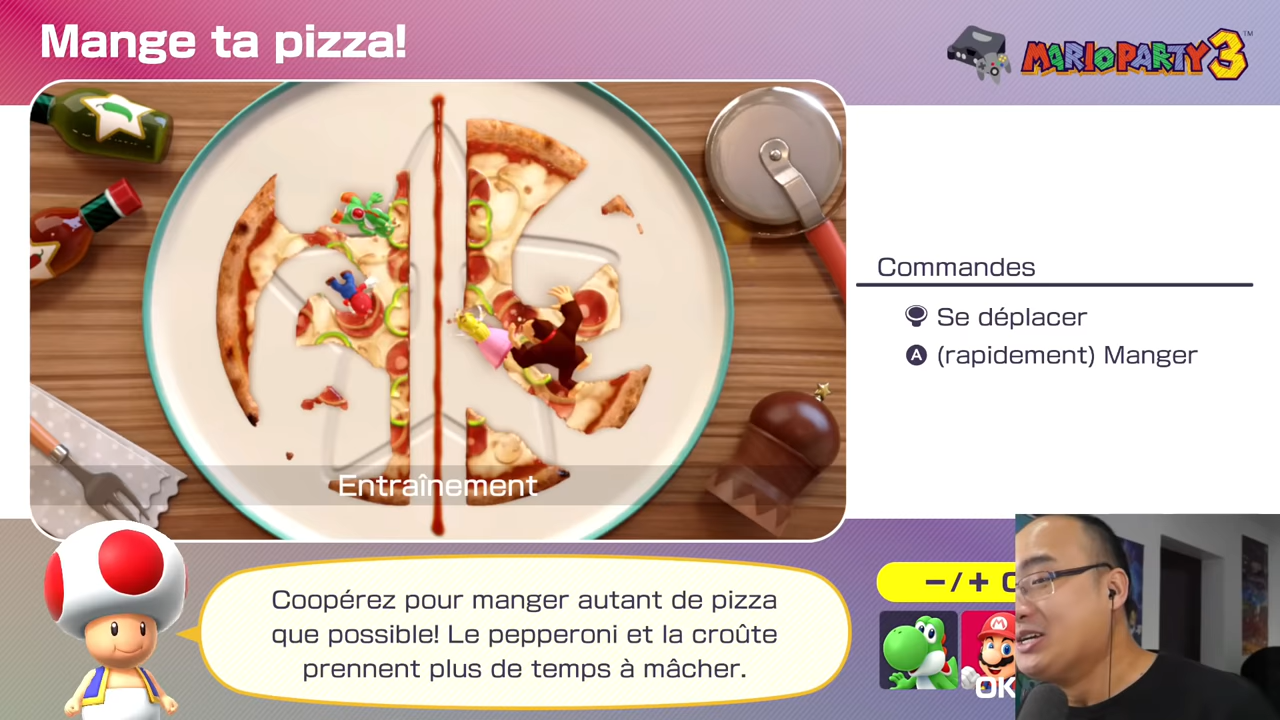 Mange ta pizza!
MARIO PARTY 3™
Commandes
Se déplacer
A (rapidement) Manger
Entraînement
Coopérez pour manger autant de pizza
que possible! Le pepperoni et la croûte
prennent plus de temps à mâcher.
−/+
OK